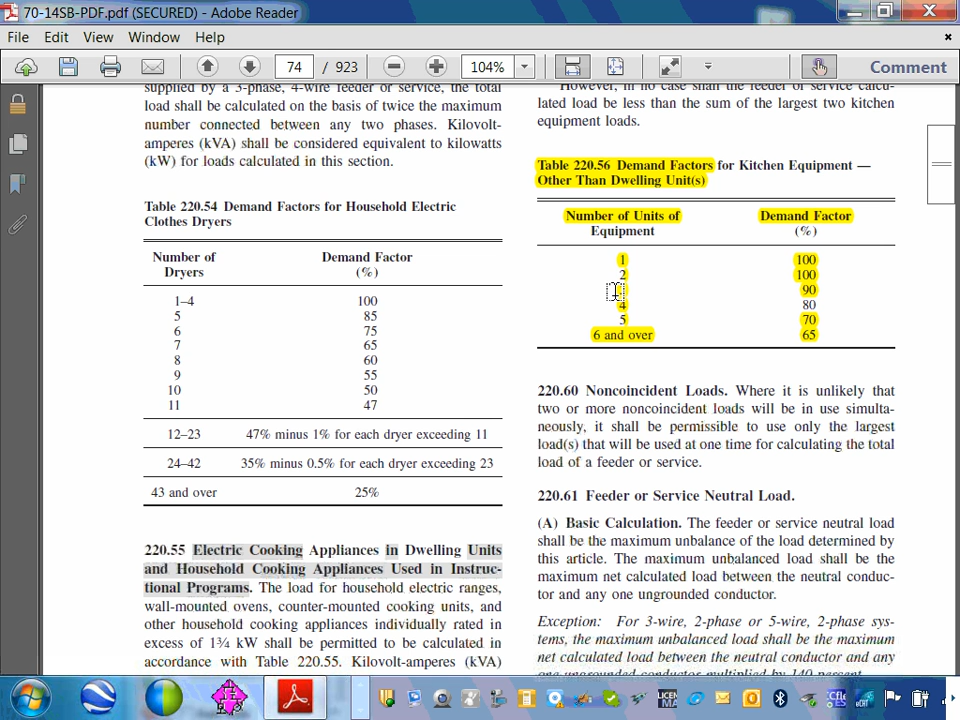 70-14SB-PDF.pdf (SECURED) - Adobe Reader
File Edit View Window Help
74 / 923 104% Comment
supplied by a 3-phase, 4-wire feeder or service, the total
load shall be calculated on the basis of twice the maximum
number connected between any two phases. Kilovolt-
amperes (kVA) shall be considered equivalent to kilowatts
(kW) for loads calculated in this section.
Table 220.54 Demand Factors for Household Electric
Clothes Dryers
Number of Demand Factor
Dryers (%)
1–4 100
5 85
6 75
7 65
8 60
9 55
10 50
11 47
12–23 47% minus 1% for each dryer exceeding 11
24–42 35% minus 0.5% for each dryer exceeding 23
43 and over 25%
220.55 Electric Cooking Appliances in Dwelling Units
and Household Cooking Appliances Used in Instruc-
tional Programs. The load for household electric ranges,
wall-mounted ovens, counter-mounted cooking units, and
other household cooking appliances individually rated in
excess of 1¾ kW shall be permitted to be calculated in
accordance with Table 220.55. Kilovolt-amperes (kVA)
However, in no case shall the feeder or service calcu-
lated load be less than the sum of the largest two kitchen
equipment loads.
Table 220.56 Demand Factors for Kitchen Equipment —
Other Than Dwelling Unit(s)
Number of Units of Demand Factor
Equipment (%)
1 100
2 100
90
4 80
5 70
6 and over 65
220.60 Noncoincident Loads. Where it is unlikely that
two or more noncoincident loads will be in use simulta-
neously, it shall be permissible to use only the largest
load(s) that will be used at one time for calculating the total
load of a feeder or service.
220.61 Feeder or Service Neutral Load.
(A) Basic Calculation. The feeder or service neutral load
shall be the maximum unbalance of the load determined by
this article. The maximum unbalanced load shall be the
maximum net calculated load between the neutral conduc-
tor and any one ungrounded conductor.
Exception: For 3-wire, 2-phase or 5-wire, 2-phase sys-
tems, the maximum unbalanced load shall be the maximum
net calculated load between the neutral conductor and any
one ungrounded conductor multiplied by 140 percent